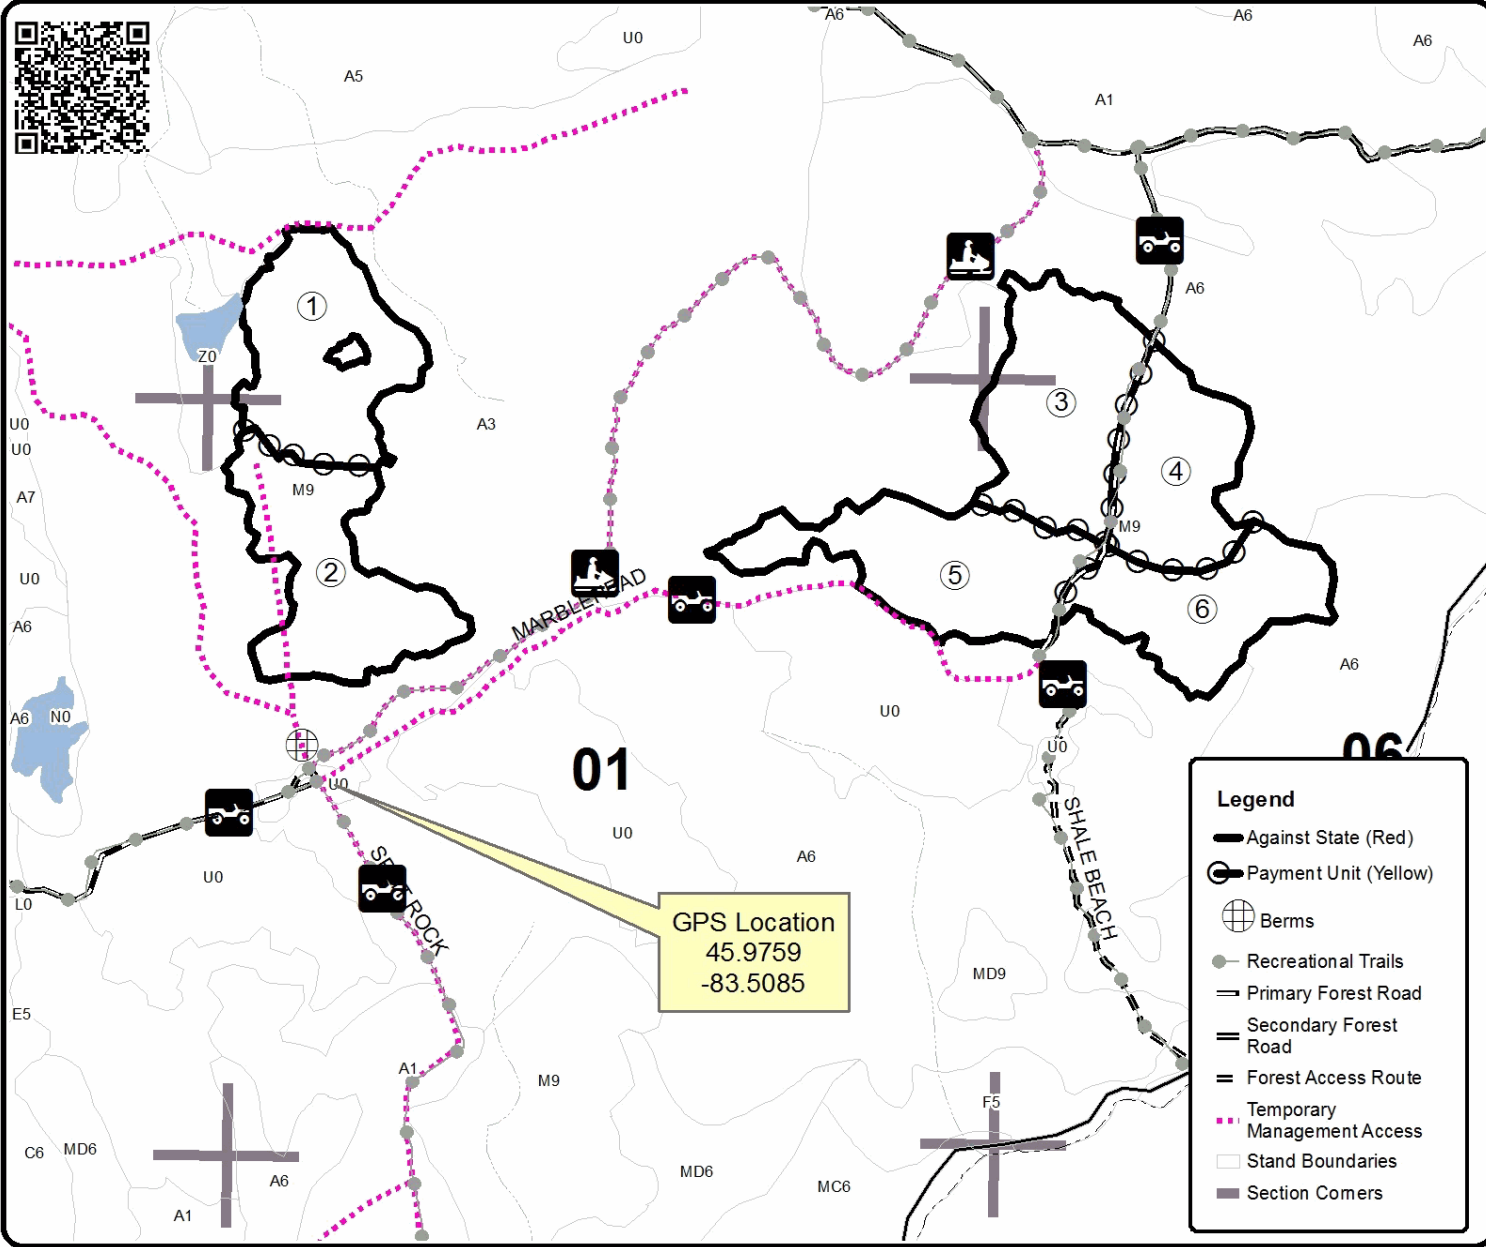 A6
A6
A6
U0
A5
A1
A6
①
Z0
③
A3
U0
U0
④
M9
A7
M9
②
⑤
U0
⑥
MARBLEHEAD
A6
A6
U0
A6
N0
06
U0
01
U0
SHALE BEACH
U0
A6
U0
L0
ROCK
GPS Location
45.9759
-83.5085
MD9
E5
A1
M9
F5
C6
MD6
A6
MD6
MC6
A1
Legend
Against State (Red)
Payment Unit (Yellow)
Berms
Recreational Trails
Primary Forest Road
Secondary Forest
Road
Forest Access Route
Temporary
Management Access
Stand Boundaries
Section Corners